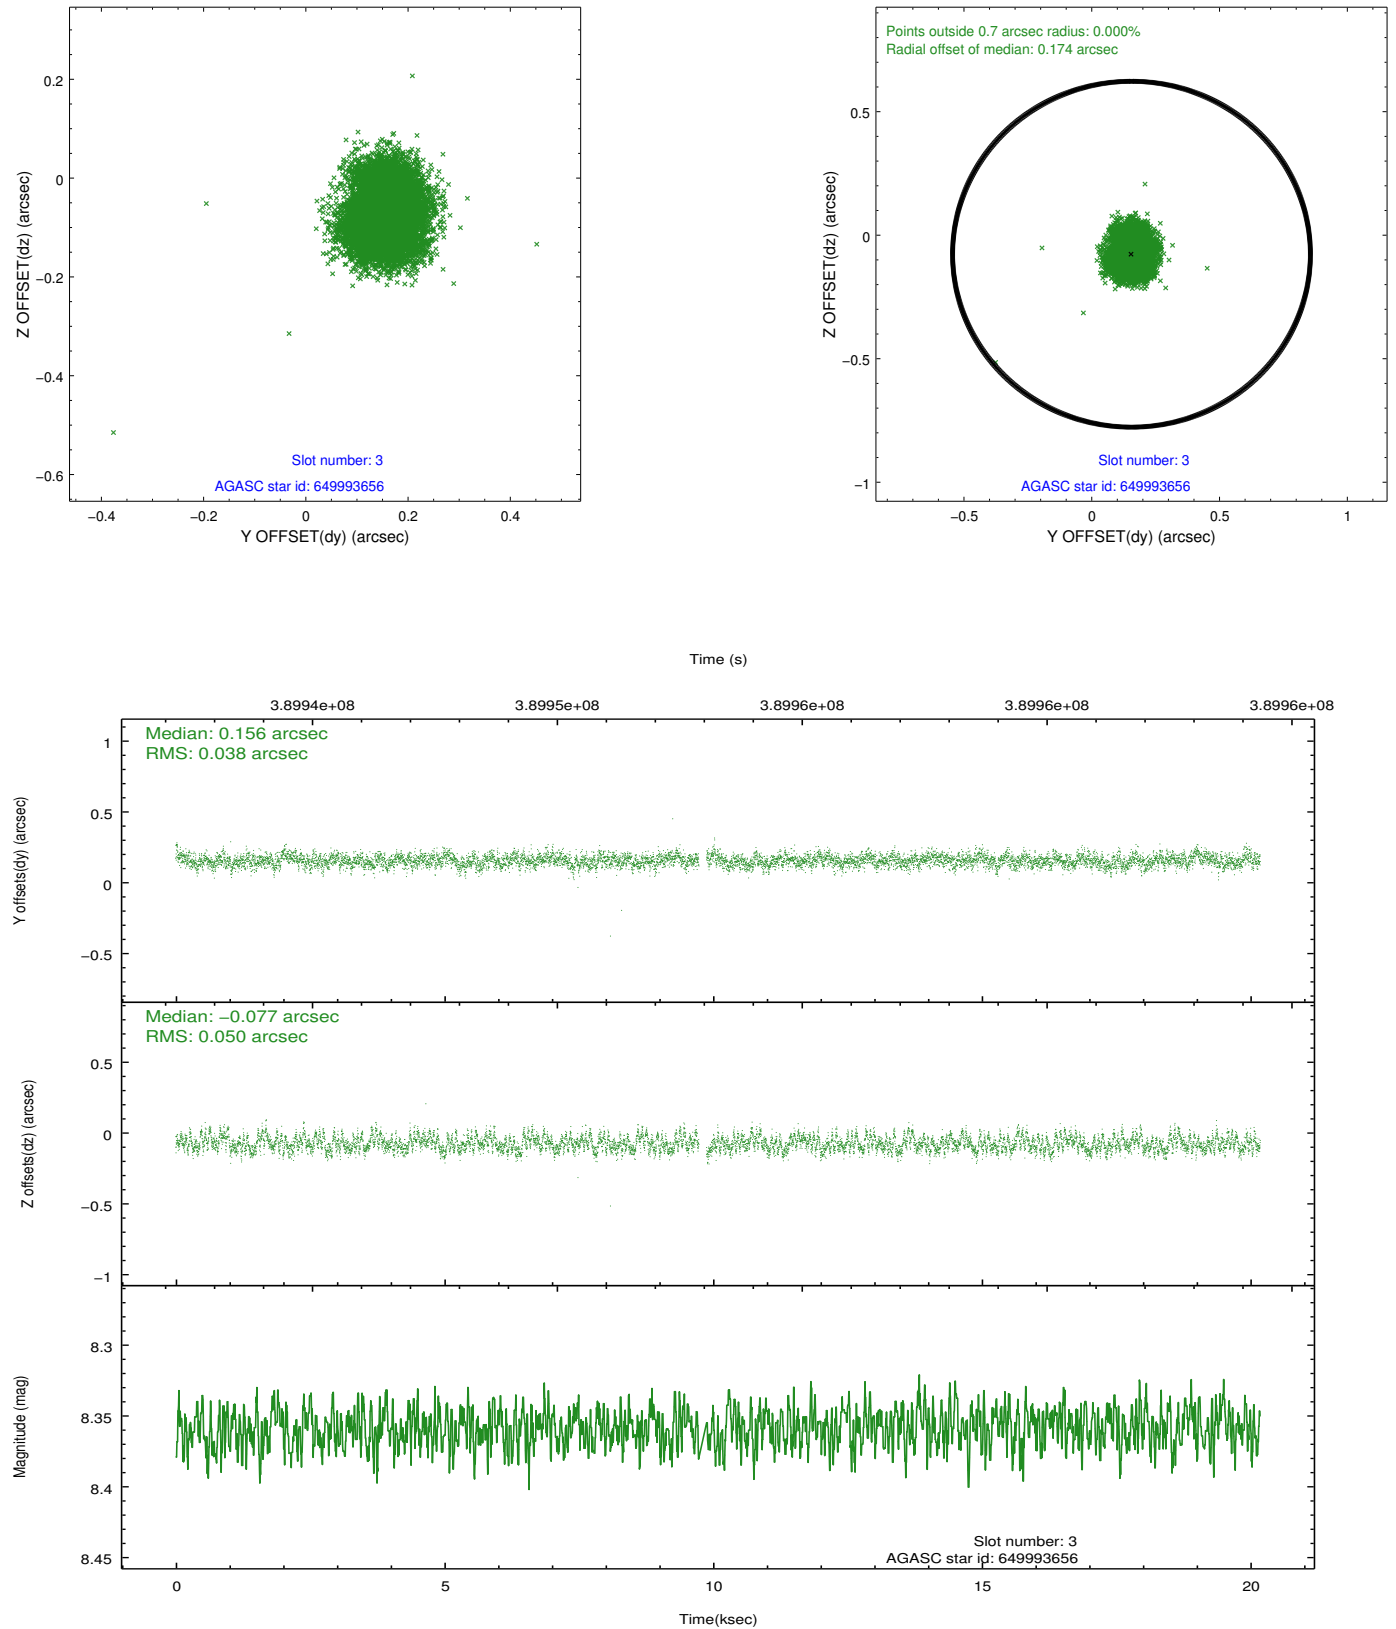 0.2
0
−0.2
−0.4
−0.6
Z OFFSET(dz) (arcsec)
−0.4 −0.2 0 0.2 0.4
Y OFFSET(dy) (arcsec)
Slot number: 3
AGASC star id: 649993656
Points outside 0.7 arcsec radius: 0.000%
Radial offset of median: 0.174 arcsec
0.5
0
−0.5
−1
Z OFFSET(dz) (arcsec)
−0.5 0 0.5 1
Y OFFSET(dy) (arcsec)
Slot number: 3
AGASC star id: 649993656
Time (s)
3.8994e+08 3.8995e+08 3.8996e+08 3.8996e+08 3.8996e+08
Median: 0.156 arcsec
RMS: 0.038 arcsec
1
0.5
0
−0.5
Y offsets(dy) (arcsec)
Median: −0.077 arcsec
RMS: 0.050 arcsec
0.5
0
−0.5
−1
Z offsets(dz) (arcsec)
8.3
8.35
8.4
8.45
Magnitude (mag)
Slot number: 3
AGASC star id: 649993656
0 5 10 15 20
Time(ksec)